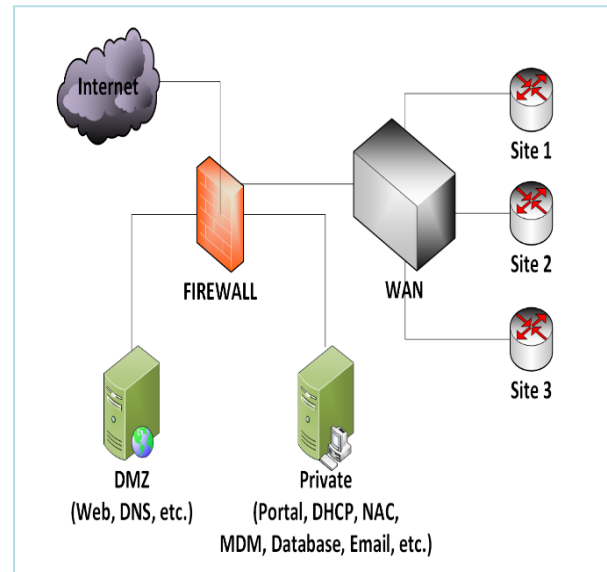 Internet
Site 1
Site 2
FIREWALL
WAN
Site 3
DMZ
(Web, DNS, etc.)
Private
(Portal, DHCP, NAC,
MDM, Database, Email, etc.)